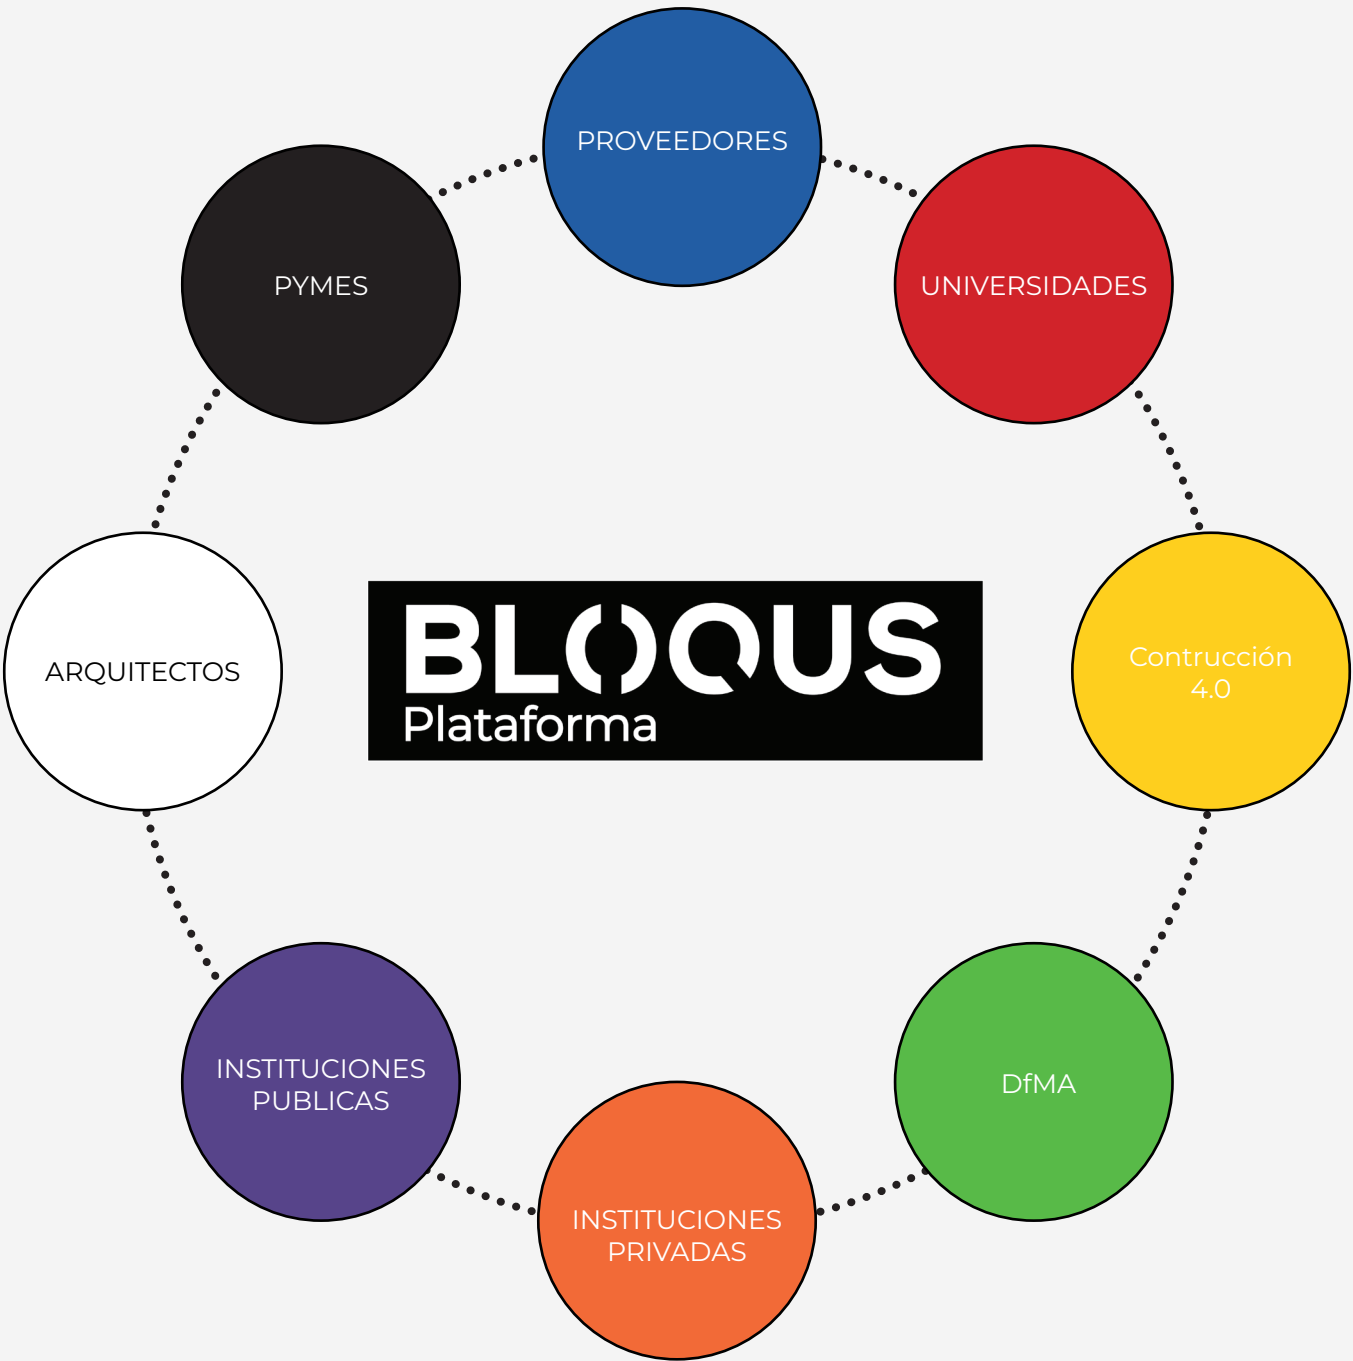 PROVEEDORES
PYMES
UNIVERSIDADES
ARQUITECTOS
BLOQUS
Plataforma
Contrucción
4.0
INSTITUCIONES
PUBLICAS
DfMA
INSTITUCIONES
PRIVADAS